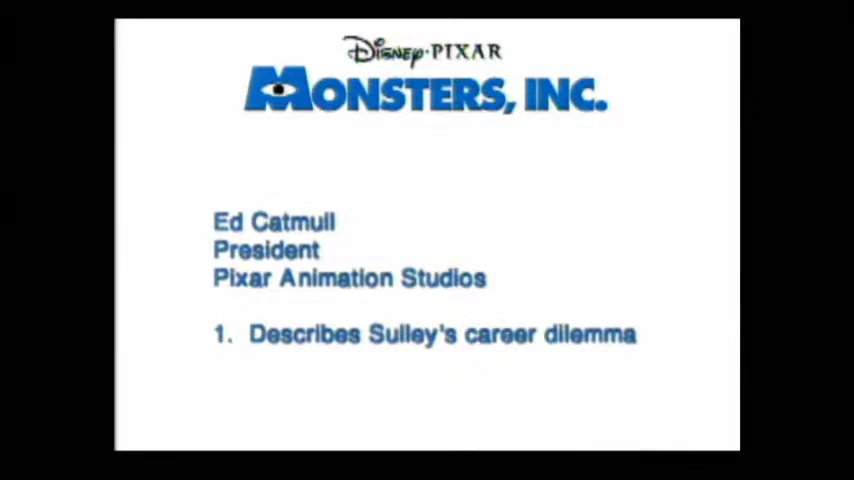 Disney·PIXAR
MONSTERS, INC.
Ed Catmull
President
Pixar Animation Studios
1. Describes Sulley's career dilemma